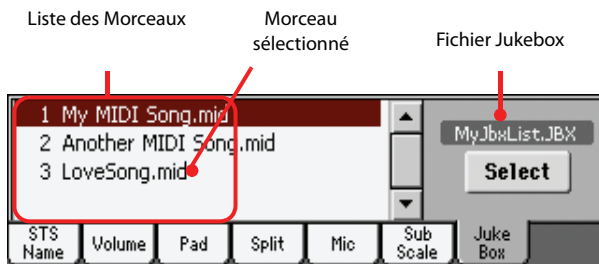 Liste des Morceaux
Morceau
sélectionné
Fichier Jukebox
1 My MIDI Song.mid
2 Another MIDI Song.mid
3 LoveSong.mid
MyJbxList.JBX
Select
STS
Name
Volume
Pad
Split
Mic
Sub
Scale
Juke
Box